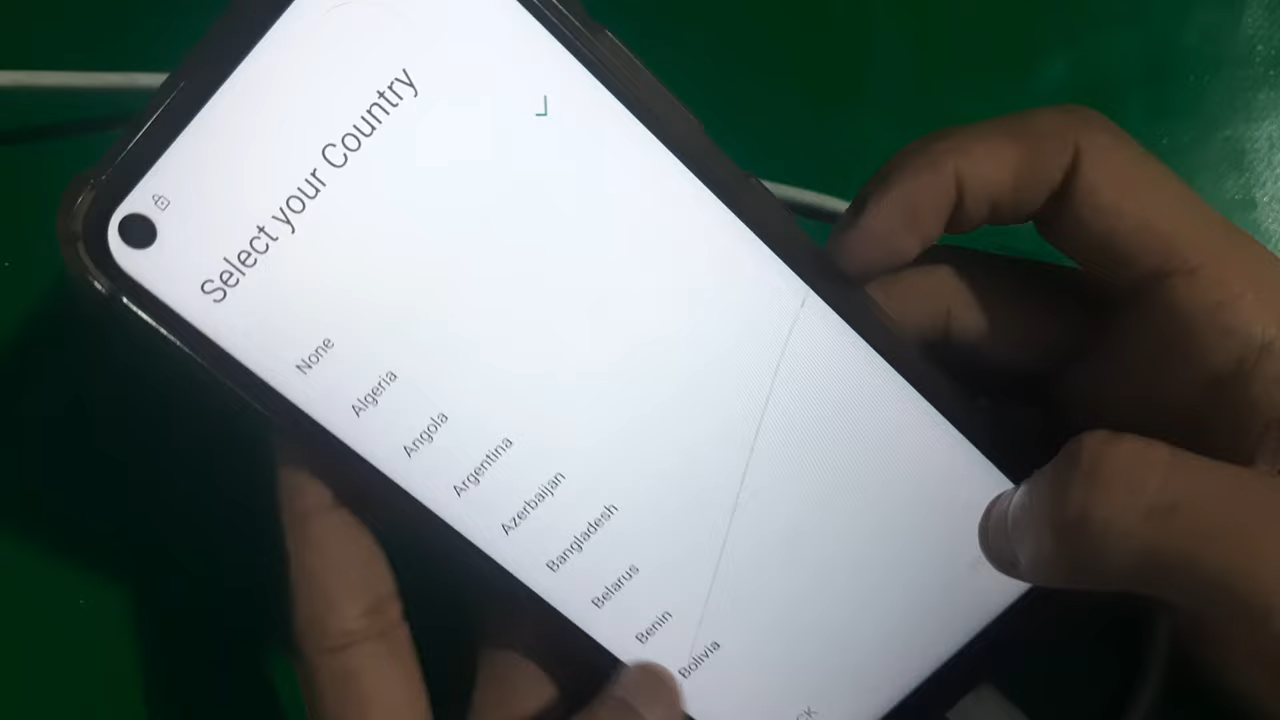 Select your Country
None
Algeria
Angola
Argentina
Azerbaijan
Bangladesh
Belarus
Benin
Bolivia